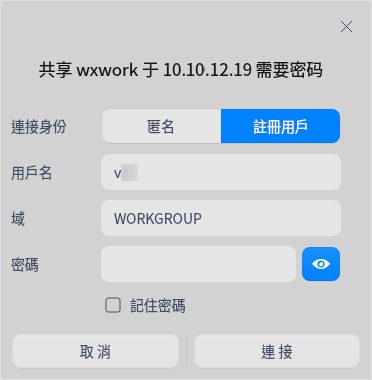 共享 wxwork 于 10.10.12.19 需要密码
連接身份
匿名
註冊用戶
用戶名
v
域
WORKGROUP
密碼
記住密碼
取消
連接